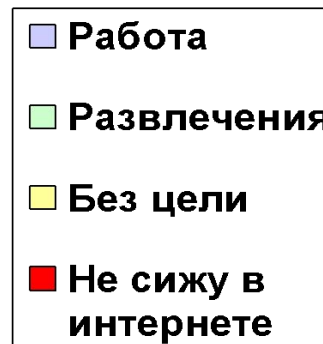 Работа
Развлечения
Без цели
Не сижу в
интернете